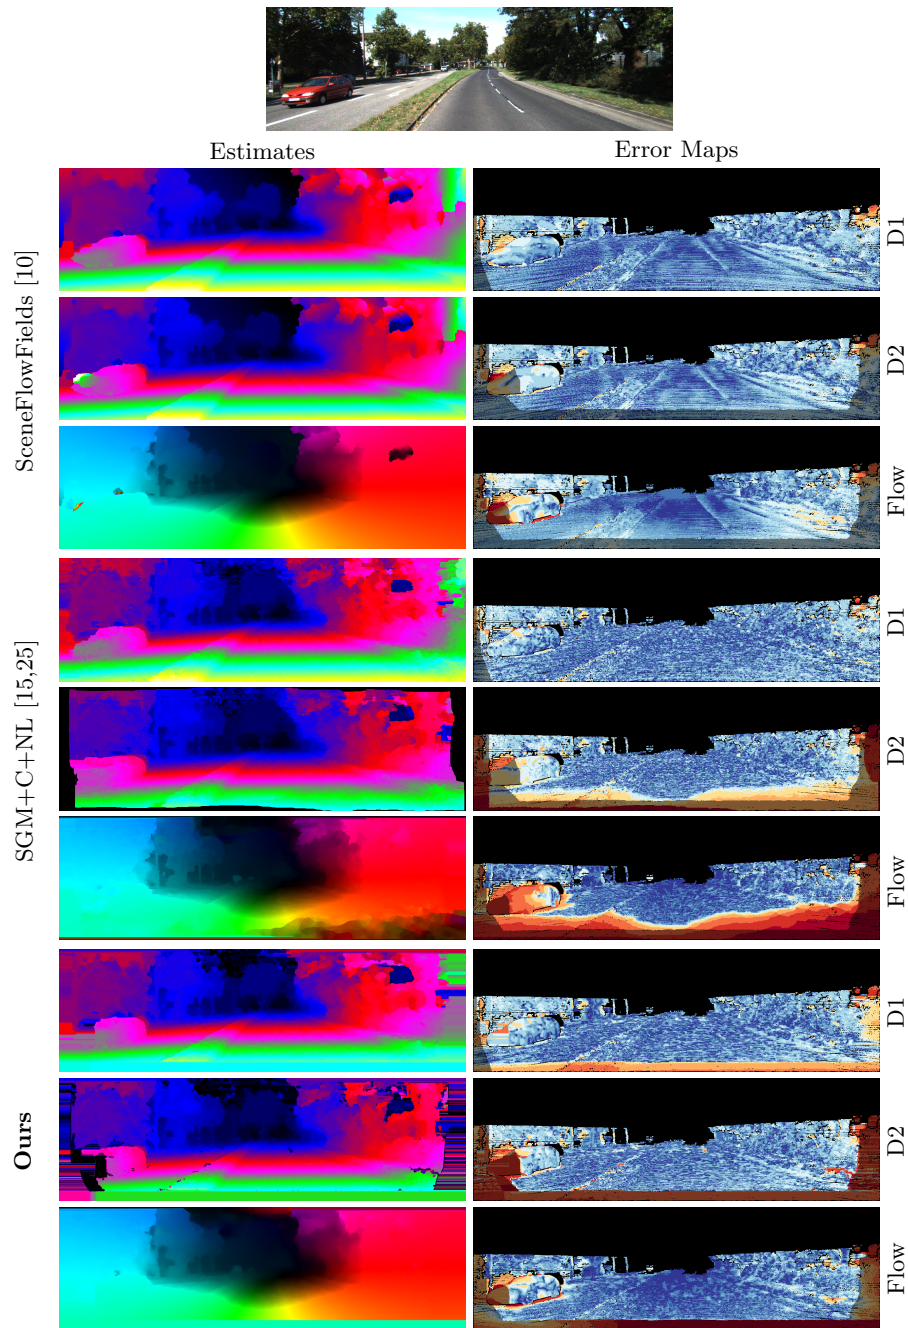 Estimates
Error Maps
SceneFlowFields [10]
D1
D2
Flow
SGM+C+NL [15,25]
D1
D2
Flow
Ours
D1
D2
Flow